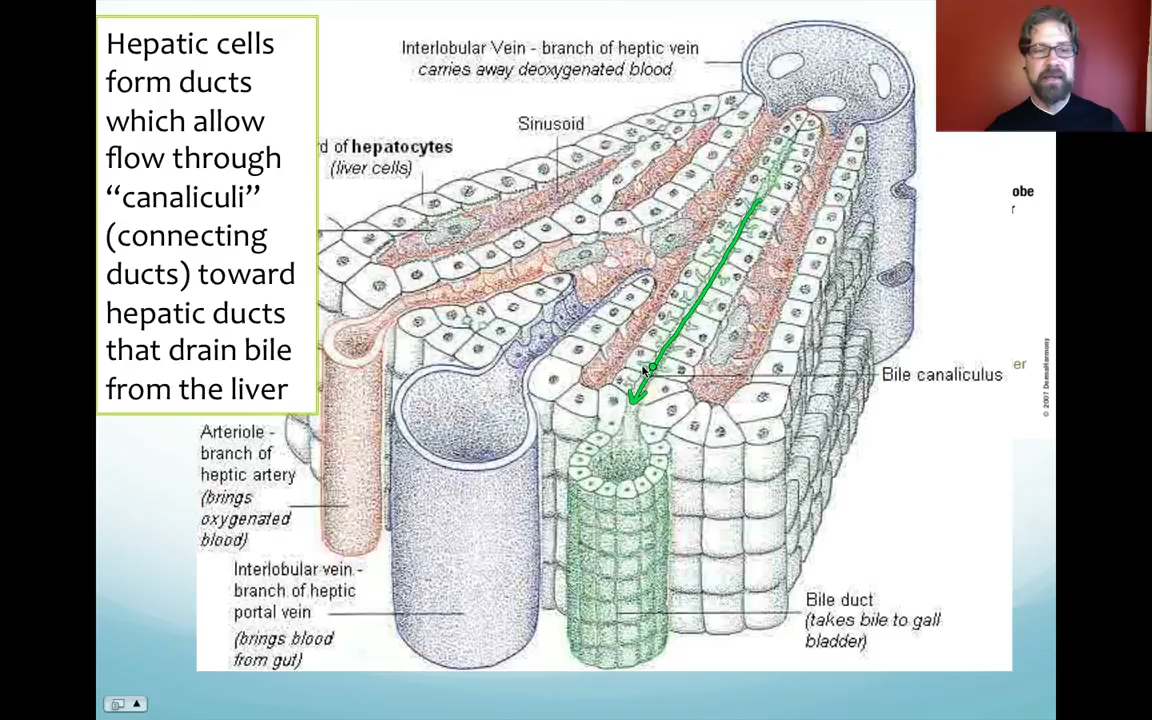 Hepatic cells
form ducts
which allow
flow through
“canaliculi”
(connecting
ducts) toward
hepatic ducts
that drain bile
from the liver
Interlobular Vein - branch of heptic vein
carries away deoxygenated blood
Sinusoid
rd of hepatocytes
(liver cells)
obe
r
er
© 2007 DermaHarmony
Bile canaliculus
Arteriole -
branch of
heptic artery
(brings
oxygenated
blood)
Interlobular vein -
branch of heptic
portal vein
(brings blood
from gut)
Bile duct
(takes bile to gall
bladder)